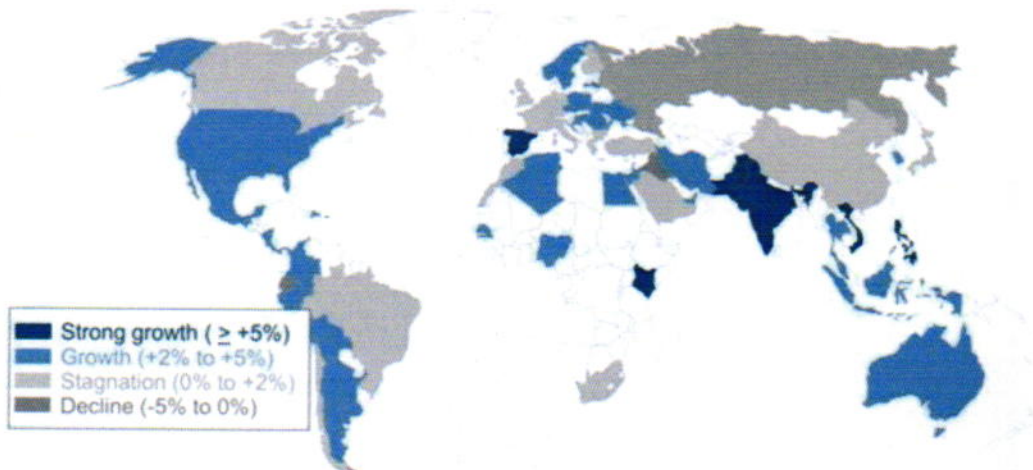 Strong growth ( ≥ +5%)
Growth (+2% to +5%)
Stagnation (0% to +2%)
Decline (-5% to 0%)